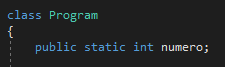 class Program
{
public static int numero;